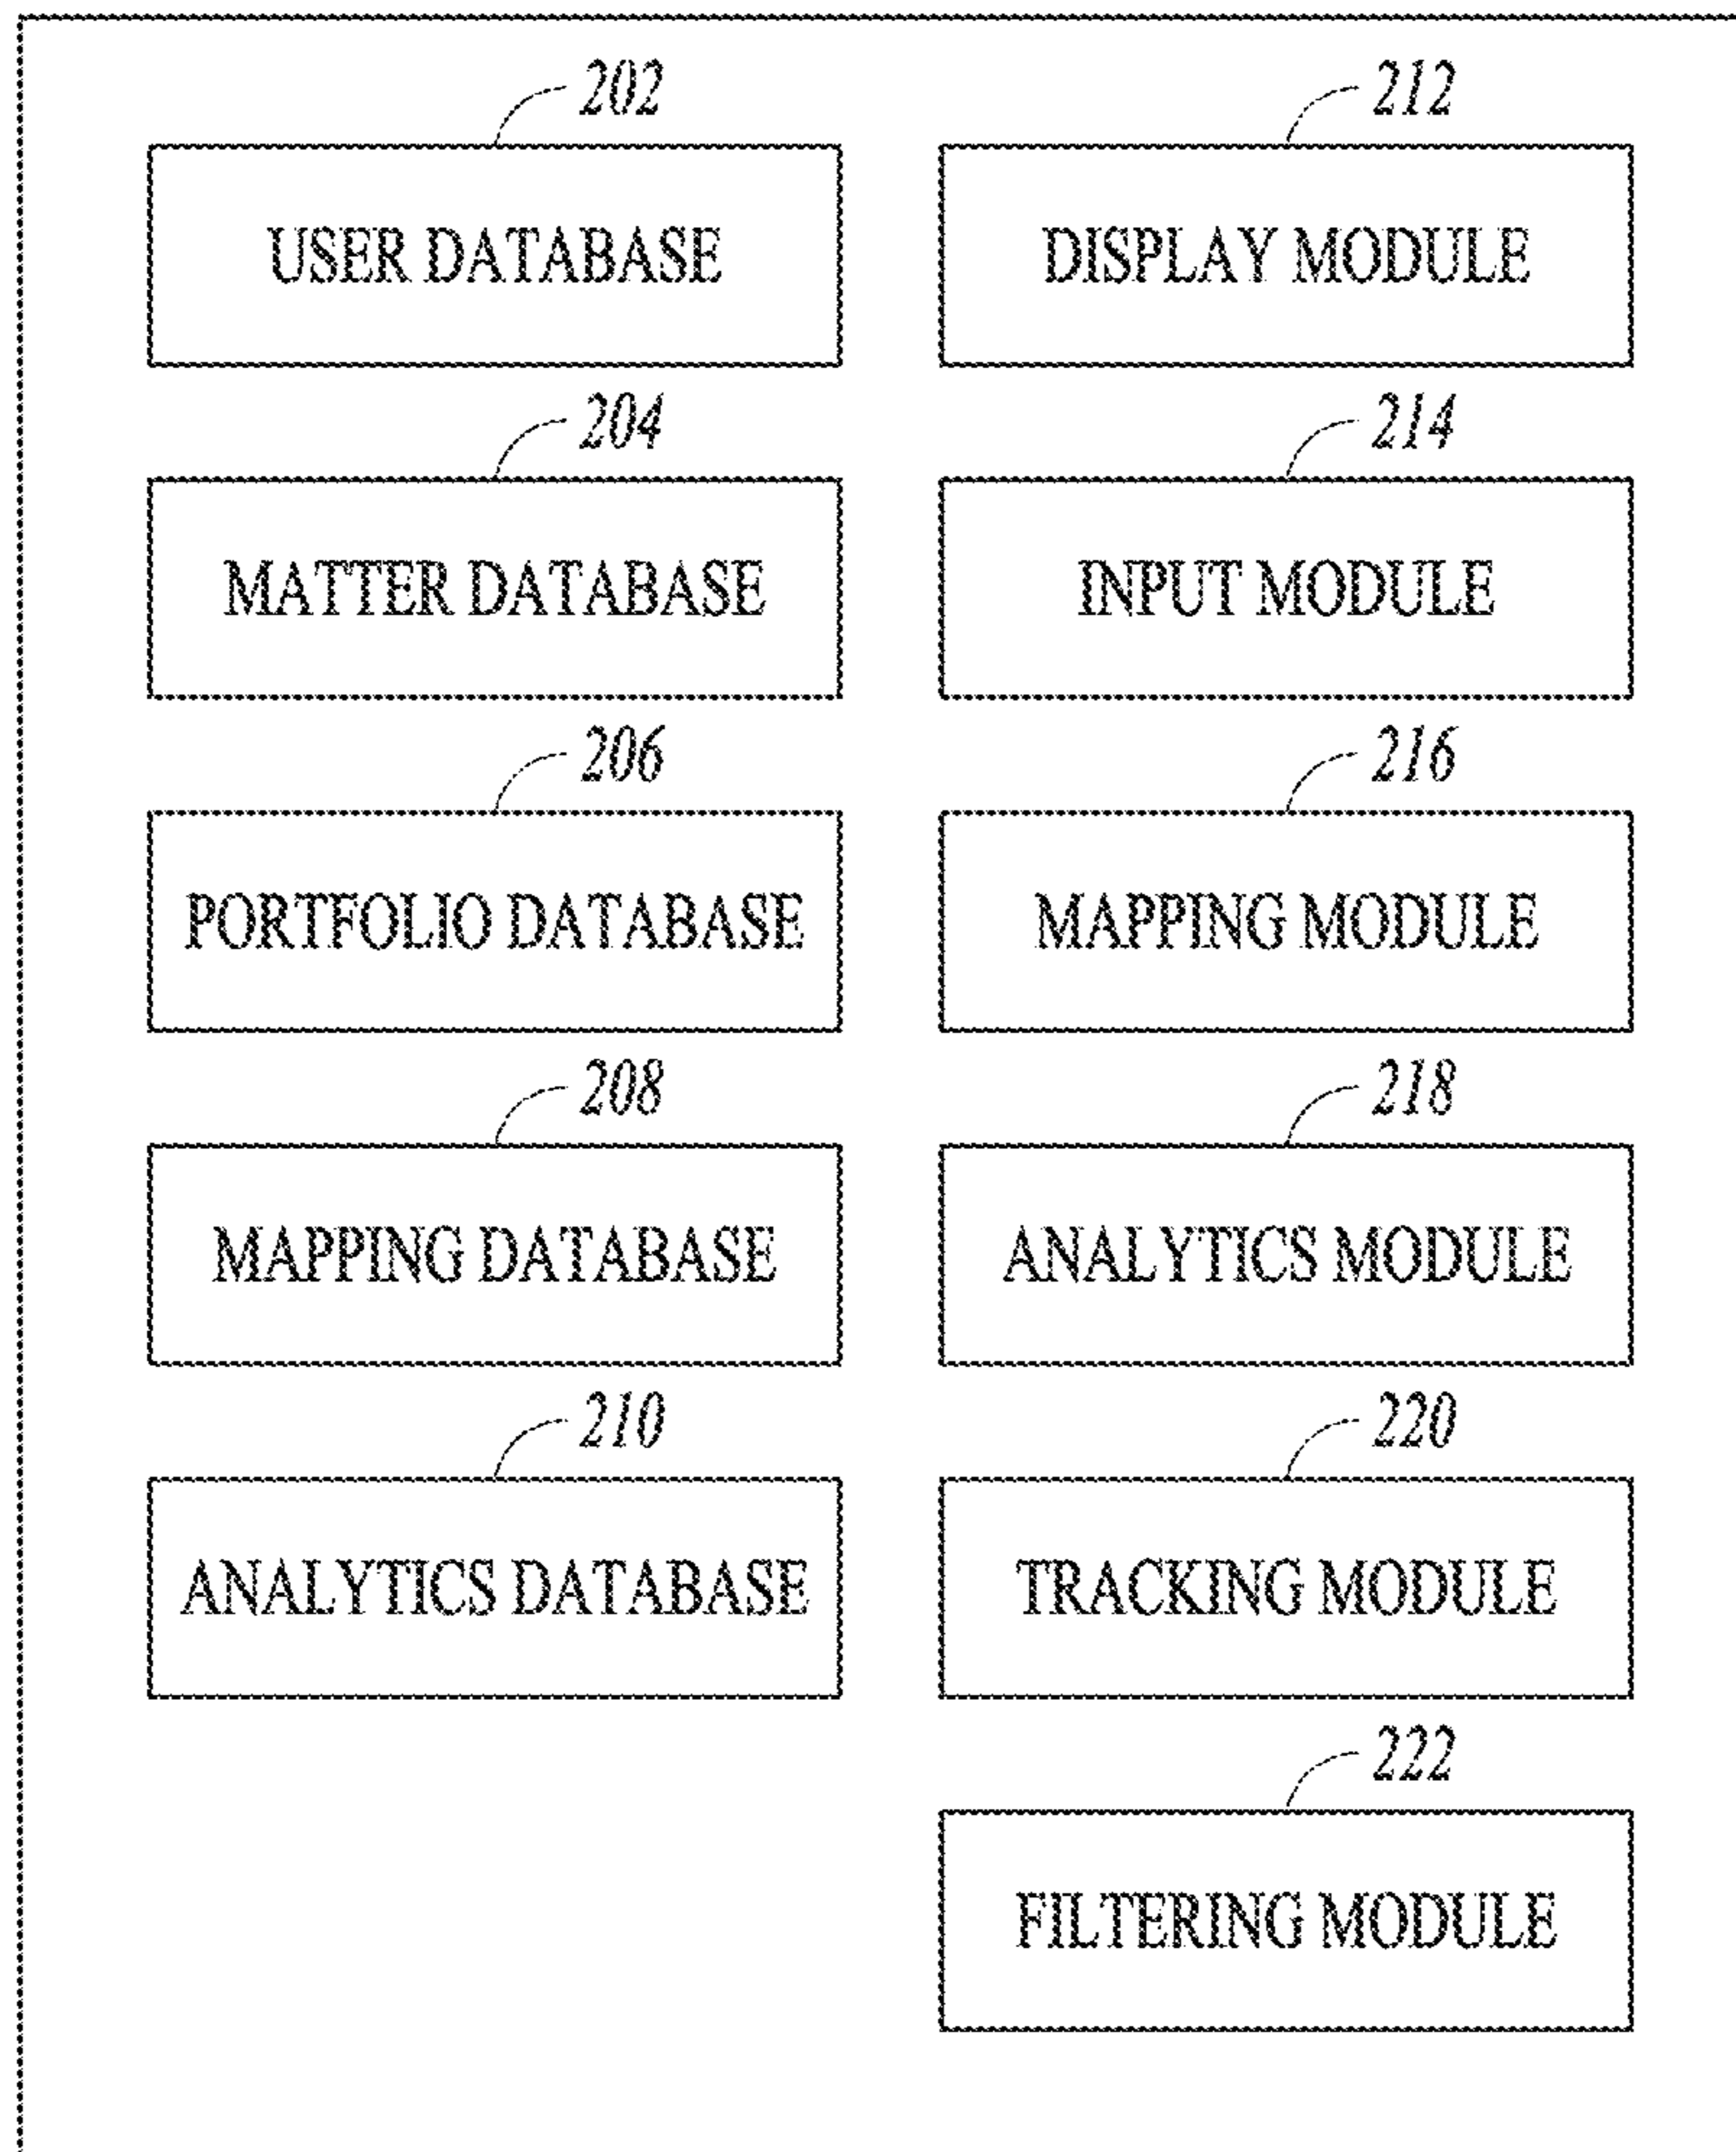 202
USER DATABASE
212
DISPLAY MODULE
204
MATTER DATABASE
214
INPUT MODULE
206
PORTFOLIO DATABASE
216
MAPPING MODULE
208
MAPPING DATABASE
218
ANALYTICS MODULE
210
ANALYTICS DATABASE
220
TRACKING MODULE
222
FILTERING MODULE